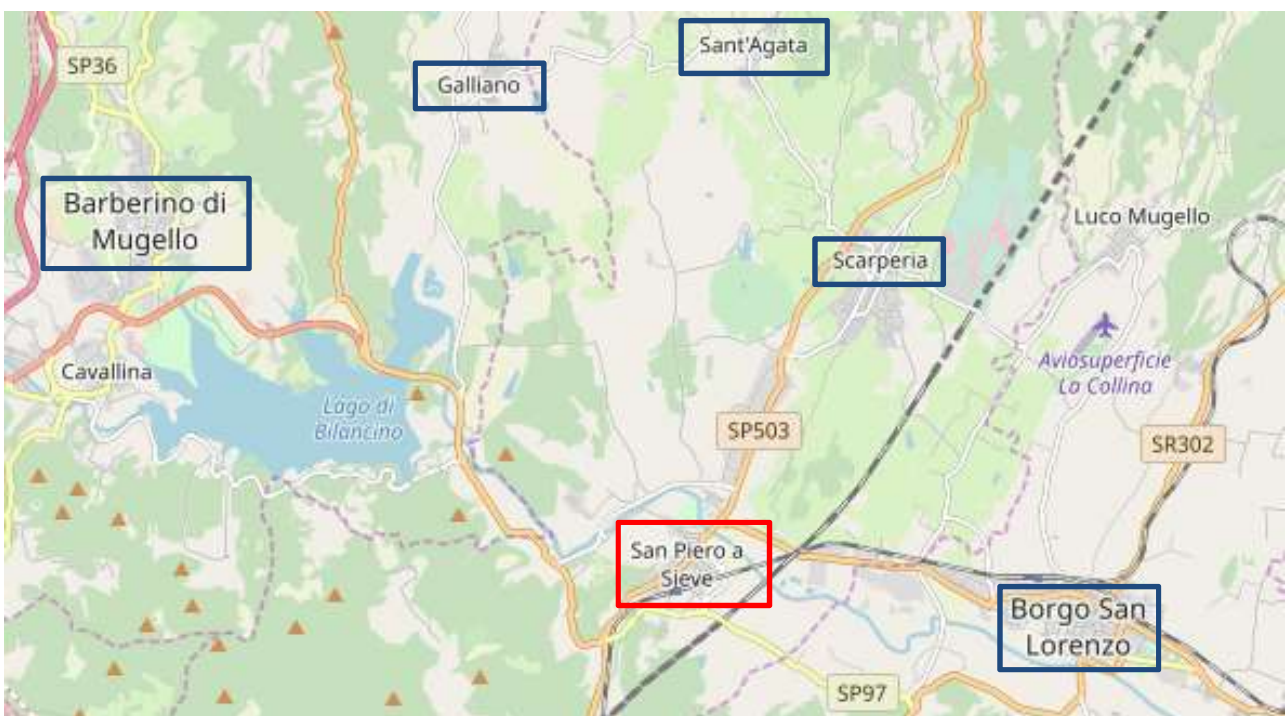 Sant'Agata
SP36
Galliano
Barberino di
Mugello
Luco Mugello
Scarperia
Cavallina
Aviosuperficie
La Collina
Lago di
Bilancino
SP503
SR302
San Piero a
Sieve
Borgo San
Lorenzo
SP97